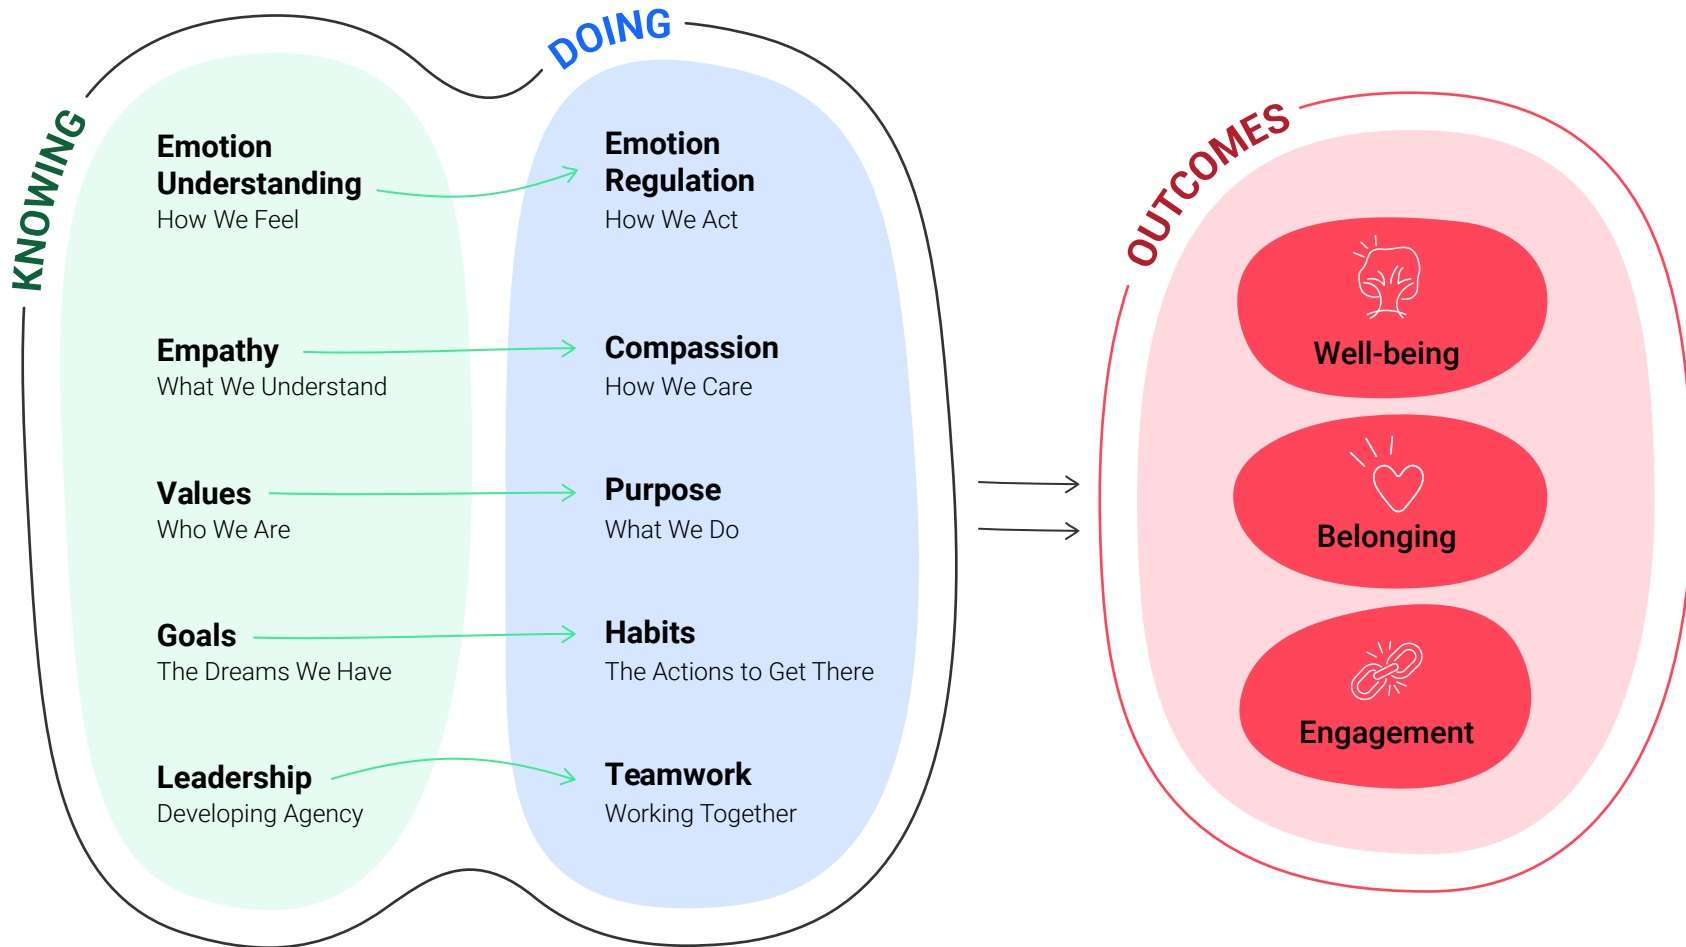 KNOWING
Emotion
Understanding
How We Feel
Empathy
What We Understand
Values
Who We Are
Goals
The Dreams We Have
Leadership
Developing Agency
DOING
Emotion
Regulation
How We Act
Compassion
How We Care
Purpose
What We Do
Habits
The Actions to Get There
Teamwork
Working Together
OUTCOMES
Well-being
Belonging
Engagement